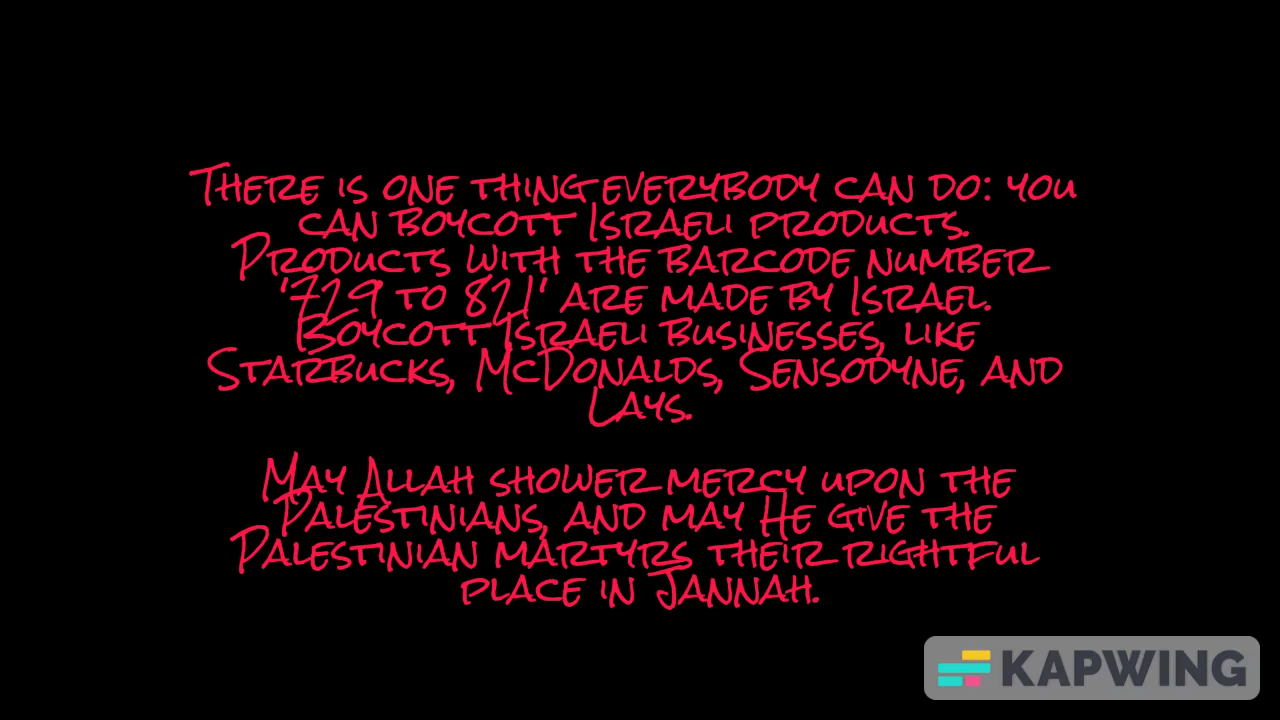 There is one thing everybody can do: you
can boycott Israeli products.
Products with the barcode number
'729 to 821' are made by Israel.
Boycott Israeli businesses, like
Starbucks, McDonalds, Sensodyne, and
Lays.
May Allah shower mercy upon the
Palestinians, and may He give the
Palestinian martyrs their rightful
place in Jannah.
KAPWING